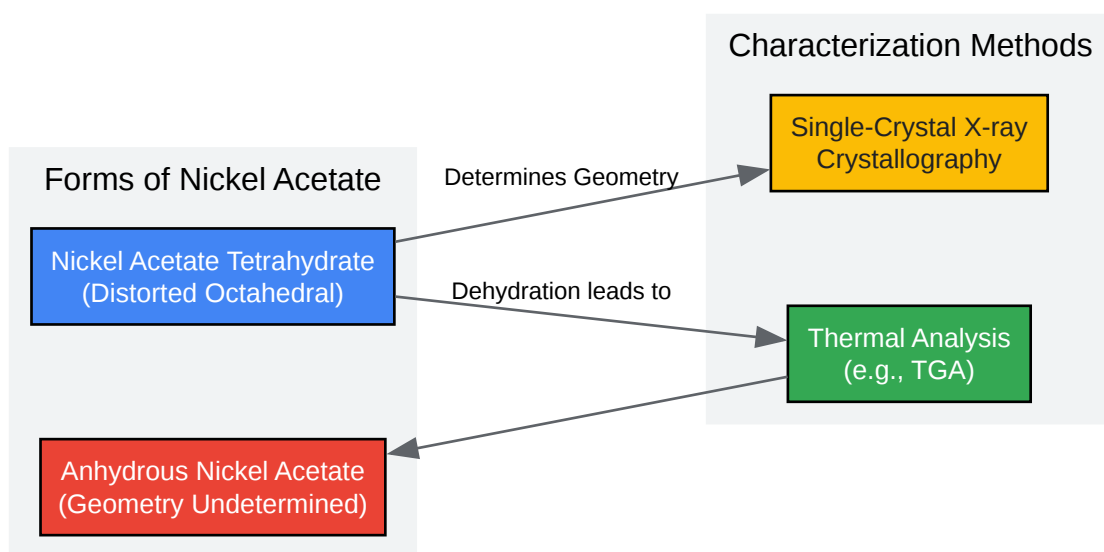 Characterization Methods
Single-Crystal X-ray
Crystallography
Forms of Nickel Acetate
Determines Geometry
Nickel Acetate Tetrahydrate
(Distorted Octahedral)
Dehydration leads to
Thermal Analysis
(e.g., TGA)
Anhydrous Nickel Acetate
(Geometry Undetermined)